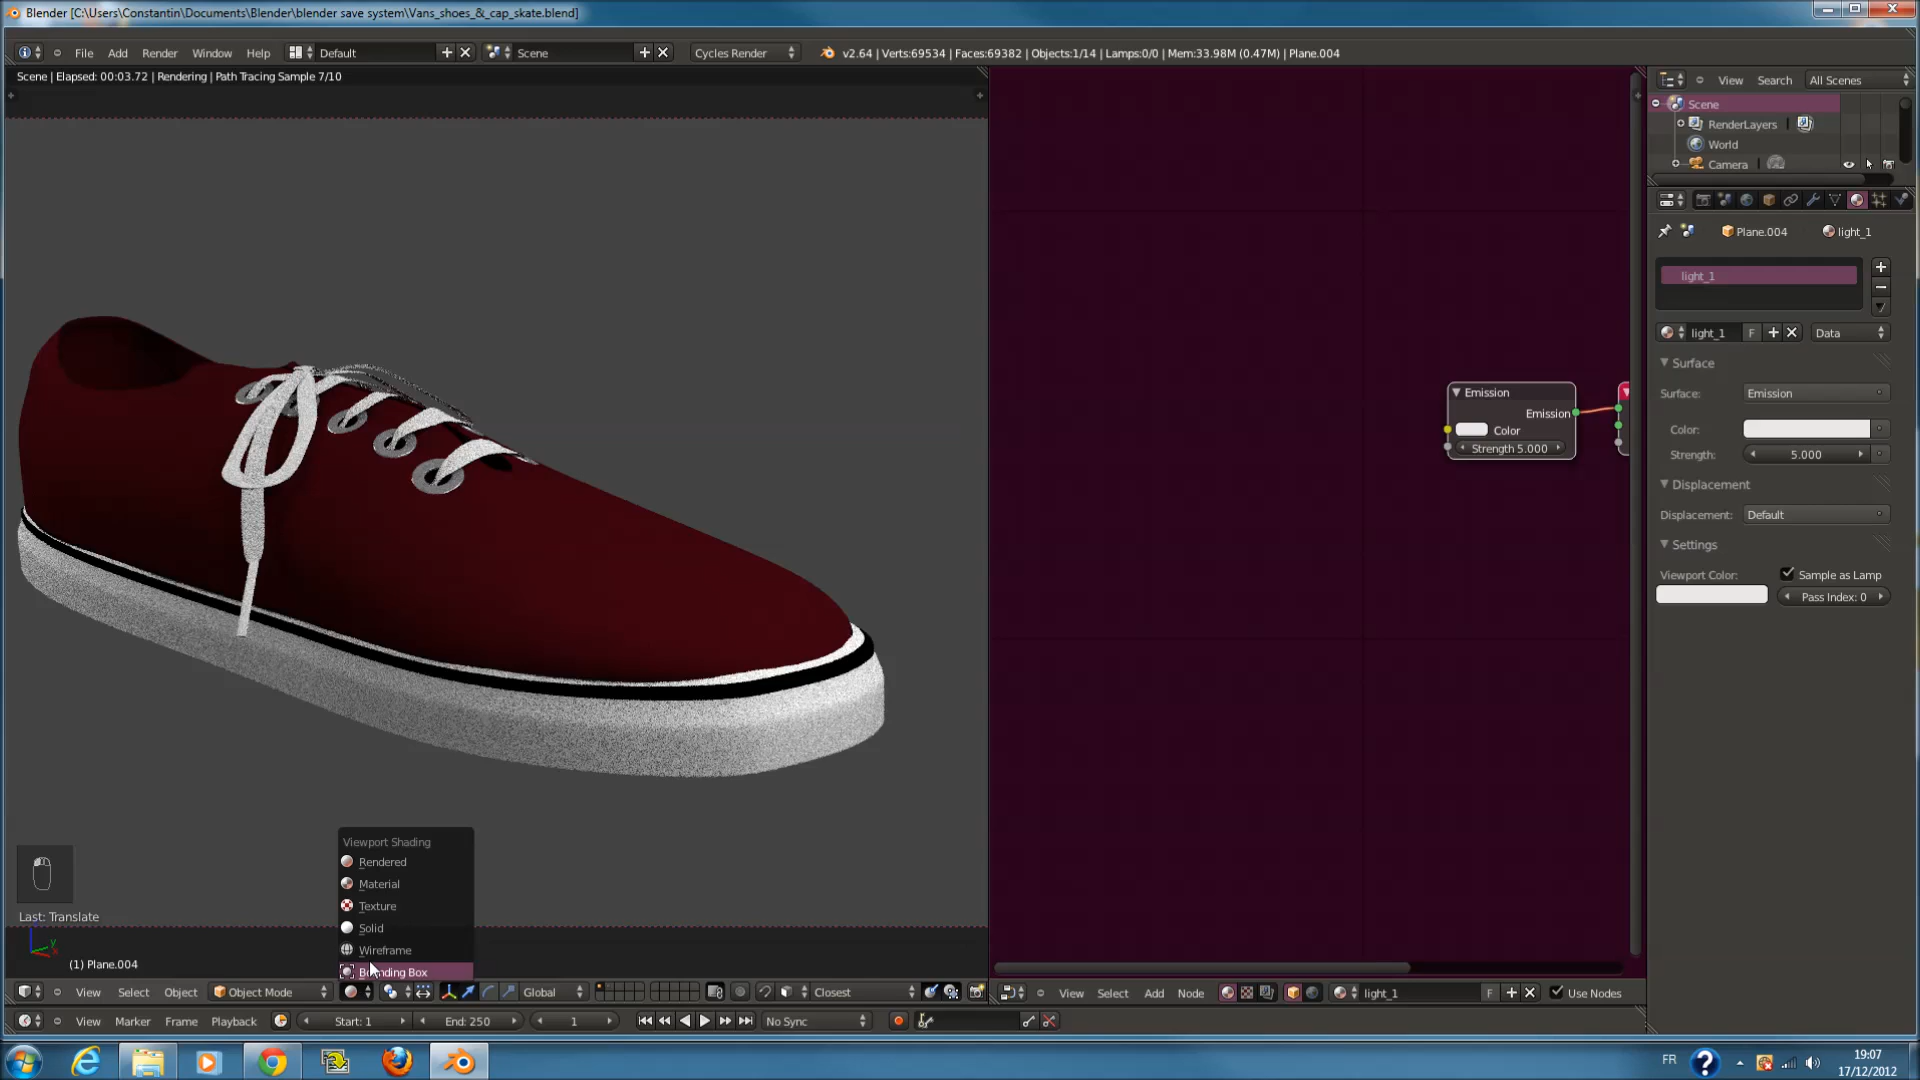 Blender [C:\Users\Constantin\Documents\Blender\blender save system\Vans_shoes_&_cap_skate.blend]
File Add Render Window Help Default Scene Cycles Render v2.64 | Verts:69534 | Faces:69382 | Objects:1/14 | Lamps:0/0 | Mem:33.98M (0.47M) | Plane.004
Scene | Elapsed: 00:03.72 | Rendering | Path Tracing Sample 7/10
View Search All Scenes
Scene
RenderLayers |
World
Camera |
Plane.004 light_1
light_1
light_1 F Data
Surface
Surface: Emission
Color:
Strength: 5.000
Displacement
Displacement: Default
Settings
Viewport Color: Sample as Lamp
Pass Index: 0
Emission
Emission
Color
Strength 5.000
Viewport Shading
Rendered
Material
Texture
Solid
Wireframe
Bounding Box
Last: Translate
(1) Plane.004
View Select Object Object Mode Global Closest
View Select Add Node light_1 F Use Nodes
View Marker Frame Playback Start: 1 End: 250 1 No Sync
FR
19:07
17/12/2012